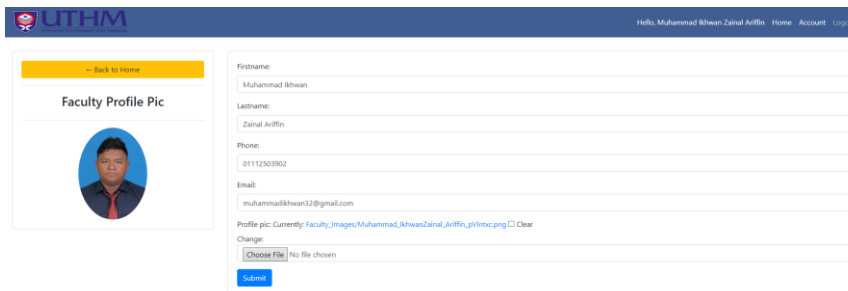 UTHM
Hello, Muhammad Ikhwan Zainal Ariffin Home Account Logo
← Back to Home
Faculty Profile Pic
Firstname:
Muhammad Ikhwan
Lastname:
Zainal Ariffin
Phone:
01112503902
Email:
muhammadikhwan32@gmail.com
Profile pic: Currently: Faculty_Images/Muhammad_IkhwanZainal_Ariffin_pVlntxc.png Clear
Change:
Choose File No file chosen
Submit